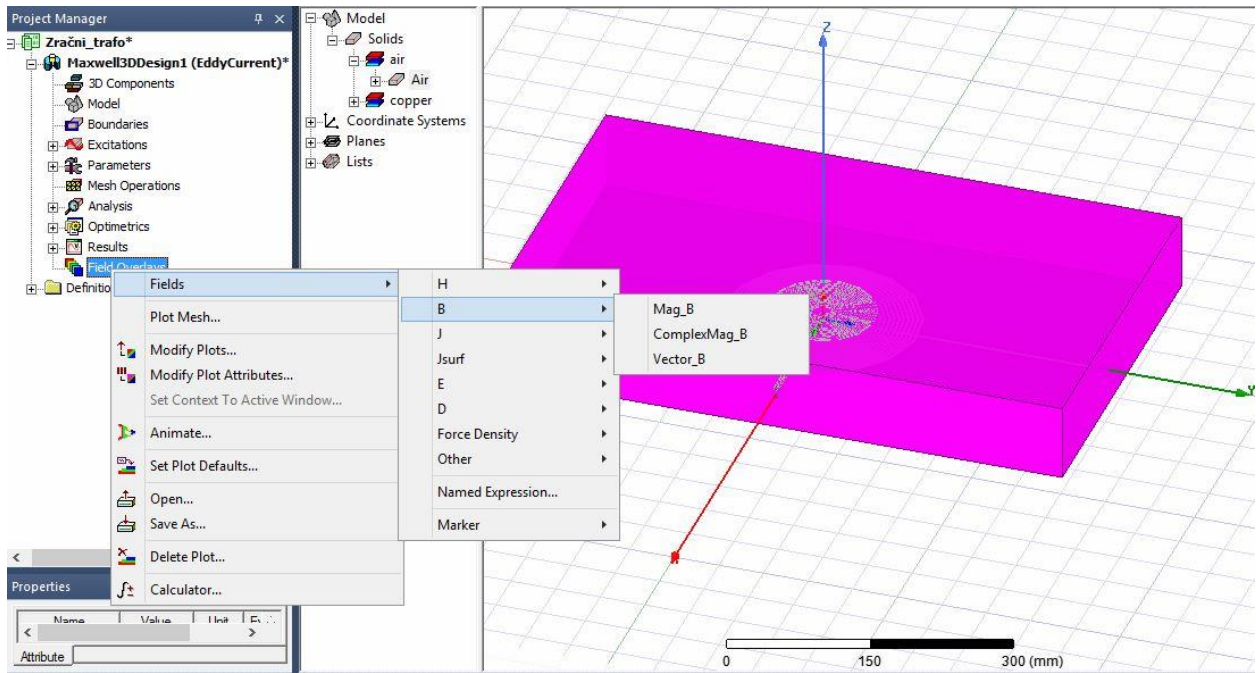 Project Manager
Zračni_trafo*
Maxwell3DDesign1 (EddyCurrent)*
3D Components
Model
Boundaries
Excitations
Parameters
Mesh Operations
Analysis
Optimetrics
Results
Field Overlays
Definitio
Fields
Plot Mesh...
Modify Plots...
Modify Plot Attributes...
Set Context To Active Window...
Animate...
Set Plot Defaults...
Open...
Save As...
Delete Plot...
Calculator...
H
B
J
Jsurf
E
D
Force Density
Other
Named Expression...
Marker
Mag_B
ComplexMag_B
Vector_B
Model
Solids
air
Air
copper
Coordinate Systems
Planes
Lists
Z
Y
0 150 300 (mm)
Properties
Name Value Unit
Attribute